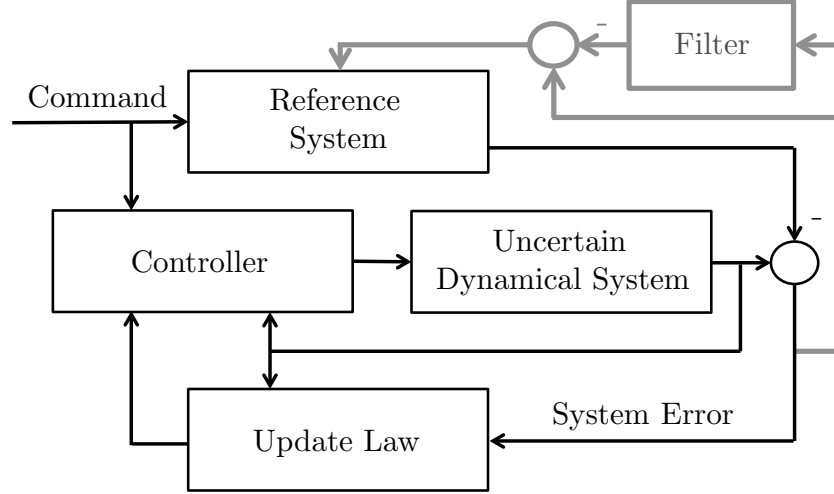 -
Filter
Command
Reference
System
-
Controller
Uncertain
Dynamical System
System Error
Update Law